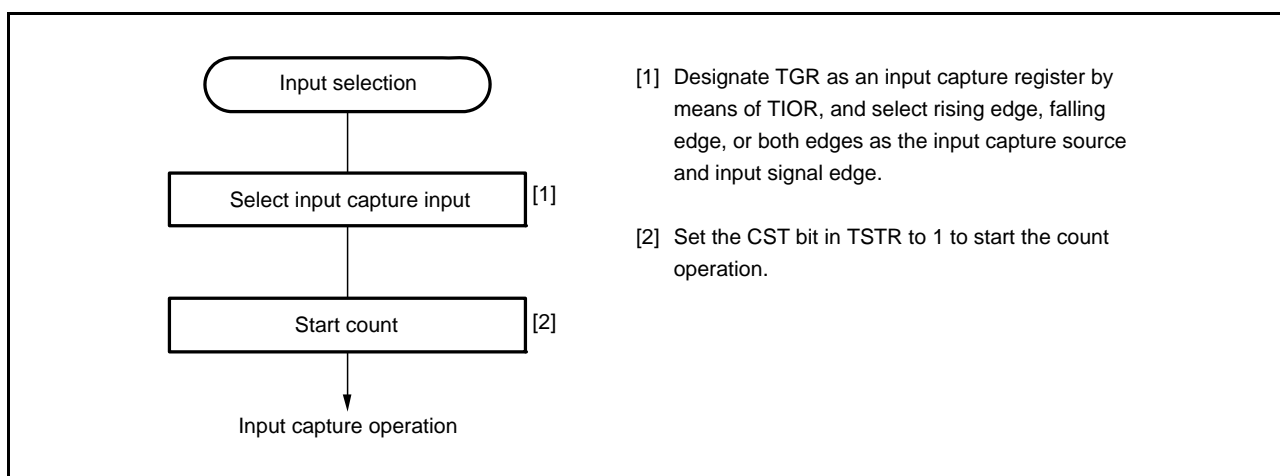 Input selection
Select input capture input
[1]
Start count
[2]
Input capture operation
[1] Designate TGR as an input capture register by
means of TIOR, and select rising edge, falling
edge, or both edges as the input capture source
and input signal edge.
[2] Set the CST bit in TSTR to 1 to start the count
operation.